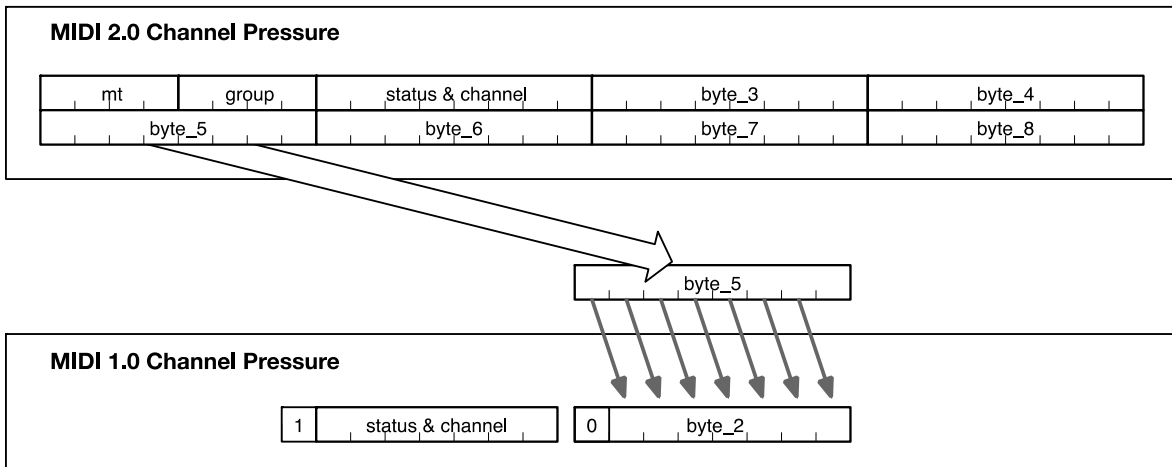 MIDI 2.0 Channel Pressure
mt group status & channel byte_3 byte_4
byte_5 byte_6 byte_7 byte_8
byte_5
MIDI 1.0 Channel Pressure
1 status & channel 0 byte_2